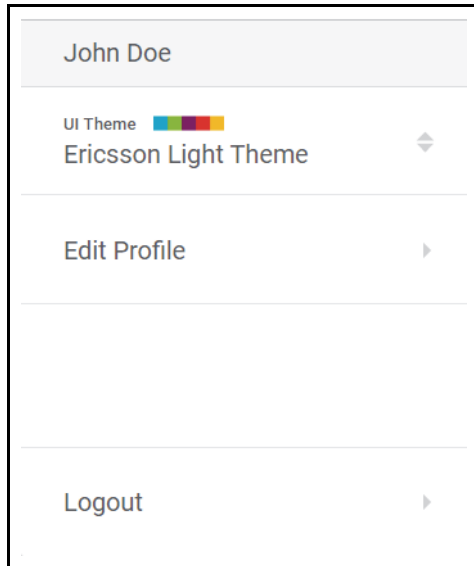 John Doe
UI Theme
Ericsson Light Theme
Edit Profile
Logout